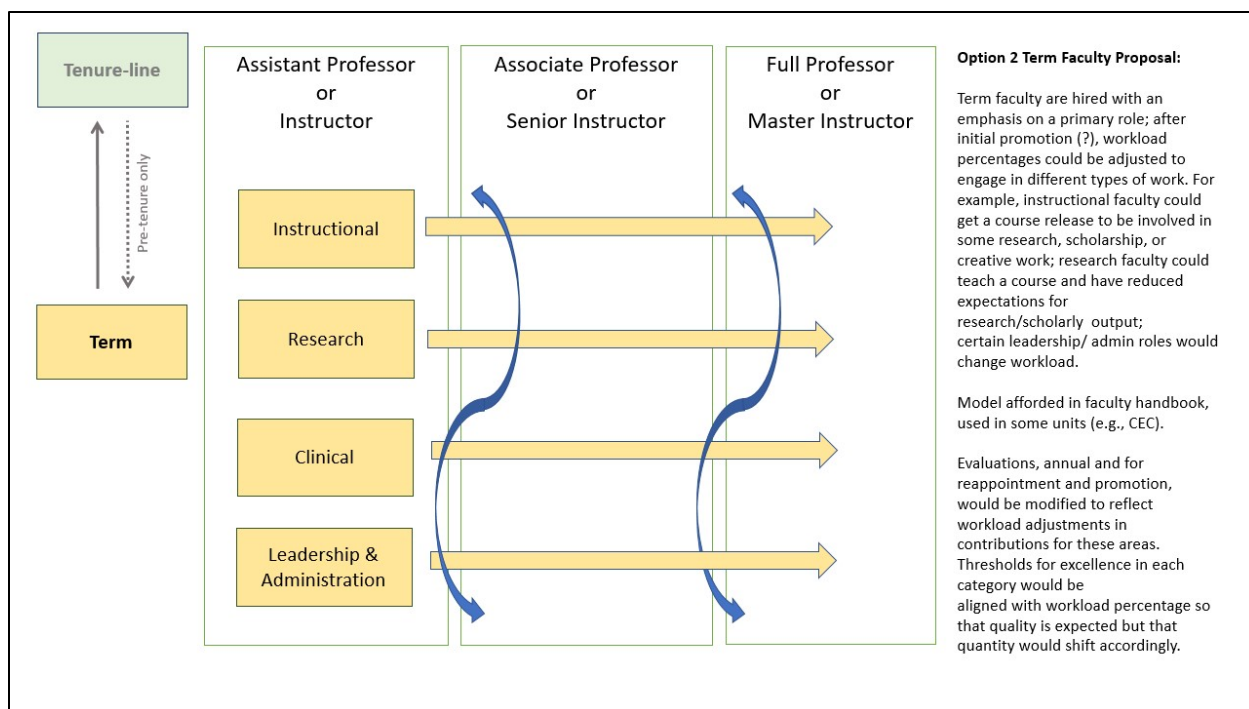 Tenure-line
Pre-tenure only
Term
Assistant Professor
or
Instructor
Associate Professor
or
Senior Instructor
Full Professor
or
Master Instructor
Instructional
Research
Clinical
Leadership &
Administration
Option 2 Term Faculty Proposal:
Term faculty are hired with an
emphasis on a primary role; after
initial promotion (?), workload
percentages could be adjusted to
engage in different types of work. For
example, instructional faculty could
get a course release to be involved in
some research, scholarship, or
creative work; research faculty could
teach a course and have reduced
expectations for
research/scholarly output;
certain leadership/ admin roles would
change workload.
Model afforded in faculty handbook,
used in some units (e.g., CEC).
Evaluations, annual and for
reappointment and promotion,
would be modified to reflect
workload adjustments in
contributions for these areas.
Thresholds for excellence in each
category would be
aligned with workload percentage so
that quality is expected but that
quantity would shift accordingly.